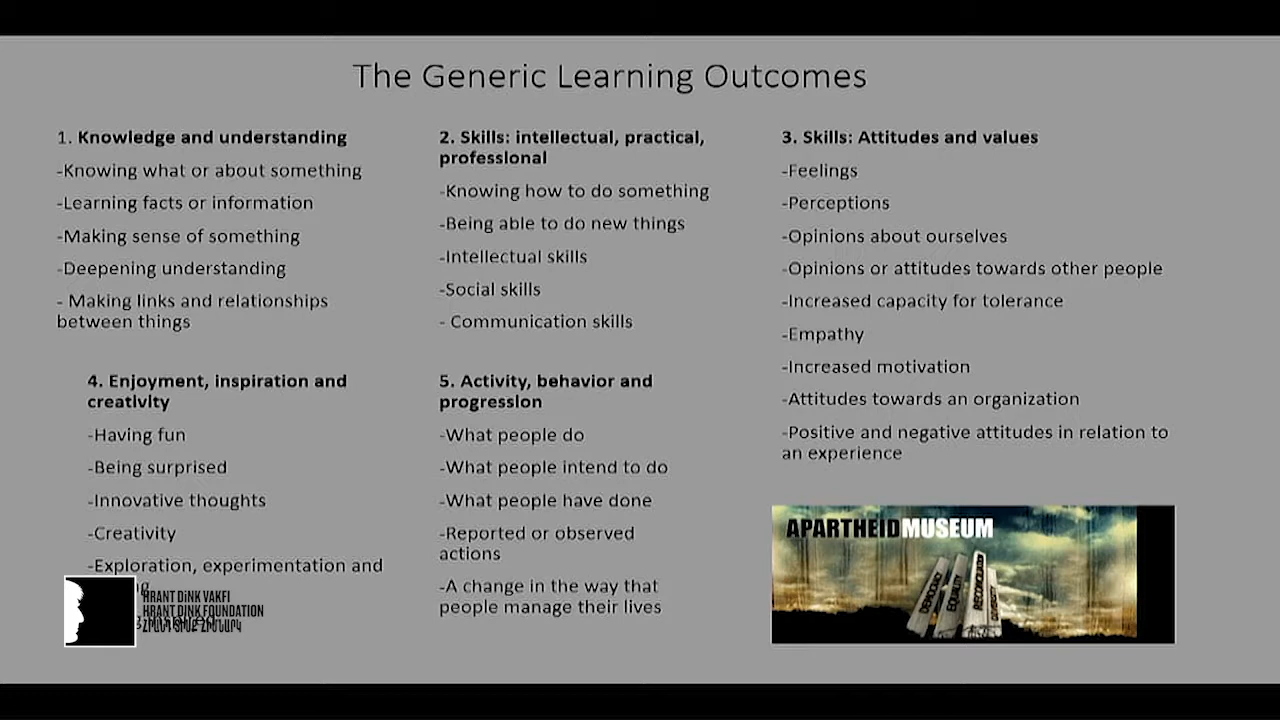 The Generic Learning Outcomes
1. Knowledge and understanding
-Knowing what or about something
-Learning facts or information
-Making sense of something
-Deepening understanding
- Making links and relationships
between things
2. Skills: intellectual, practical,
professional
-Knowing how to do something
-Being able to do new things
-Intellectual skills
-Social skills
- Communication skills
3. Skills: Attitudes and values
-Feelings
-Perceptions
-Opinions about ourselves
-Opinions or attitudes towards other people
-Increased capacity for tolerance
-Empathy
-Increased motivation
-Attitudes towards an organization
-Positive and negative attitudes in relation to
an experience
4. Enjoyment, inspiration and
creativity
-Having fun
-Being surprised
-Innovative thoughts
-Creativity
-Exploration, experimentation and
5. Activity, behavior and
progression
-What people do
-What people intend to do
-What people have done
-Reported or observed
actions
-A change in the way that
people manage their lives
APARTHEIDMUSEUM
DEMOCRACY
EQUALITY
RECONCILIATION
DIVERSITY
HRANT DİNK VAKFI
HRANT DINK FOUNDATION